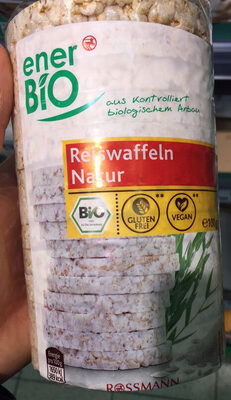 ener
BiO
aus kontrolliert
biologischem Anbau
Reiswaffeln
Natur
BiO
GLUTEN
FREI
VEGAN
ROSSMANN